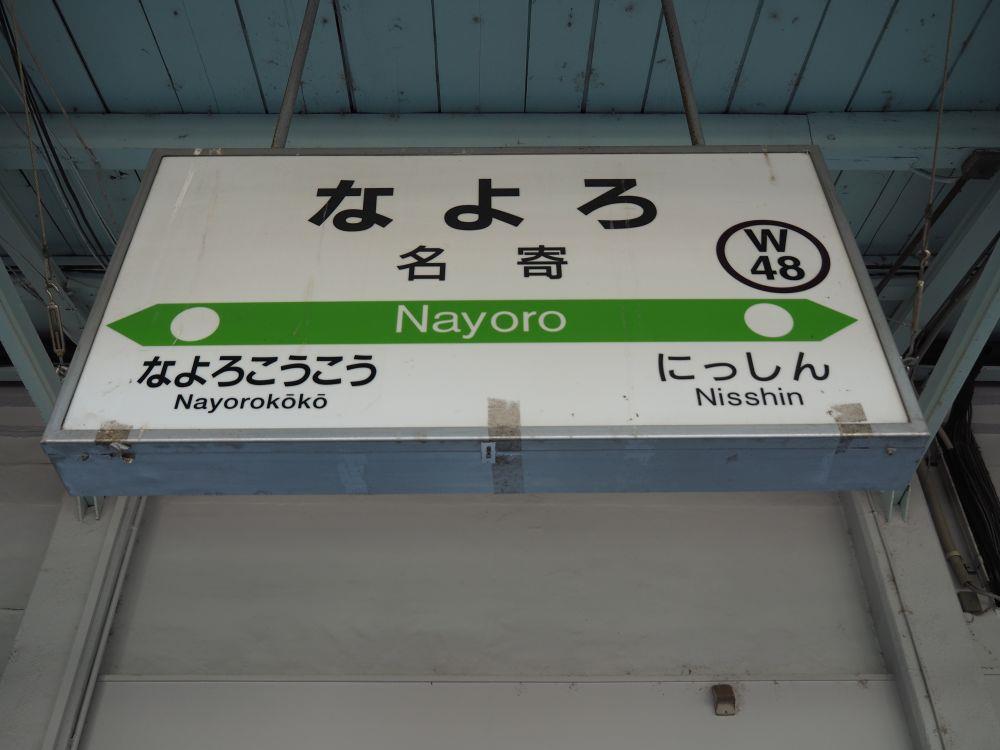 なよろ
名寄
W
48
Nayoro
なよろこうこう
Nayorokōkō
にっしん
Nisshin